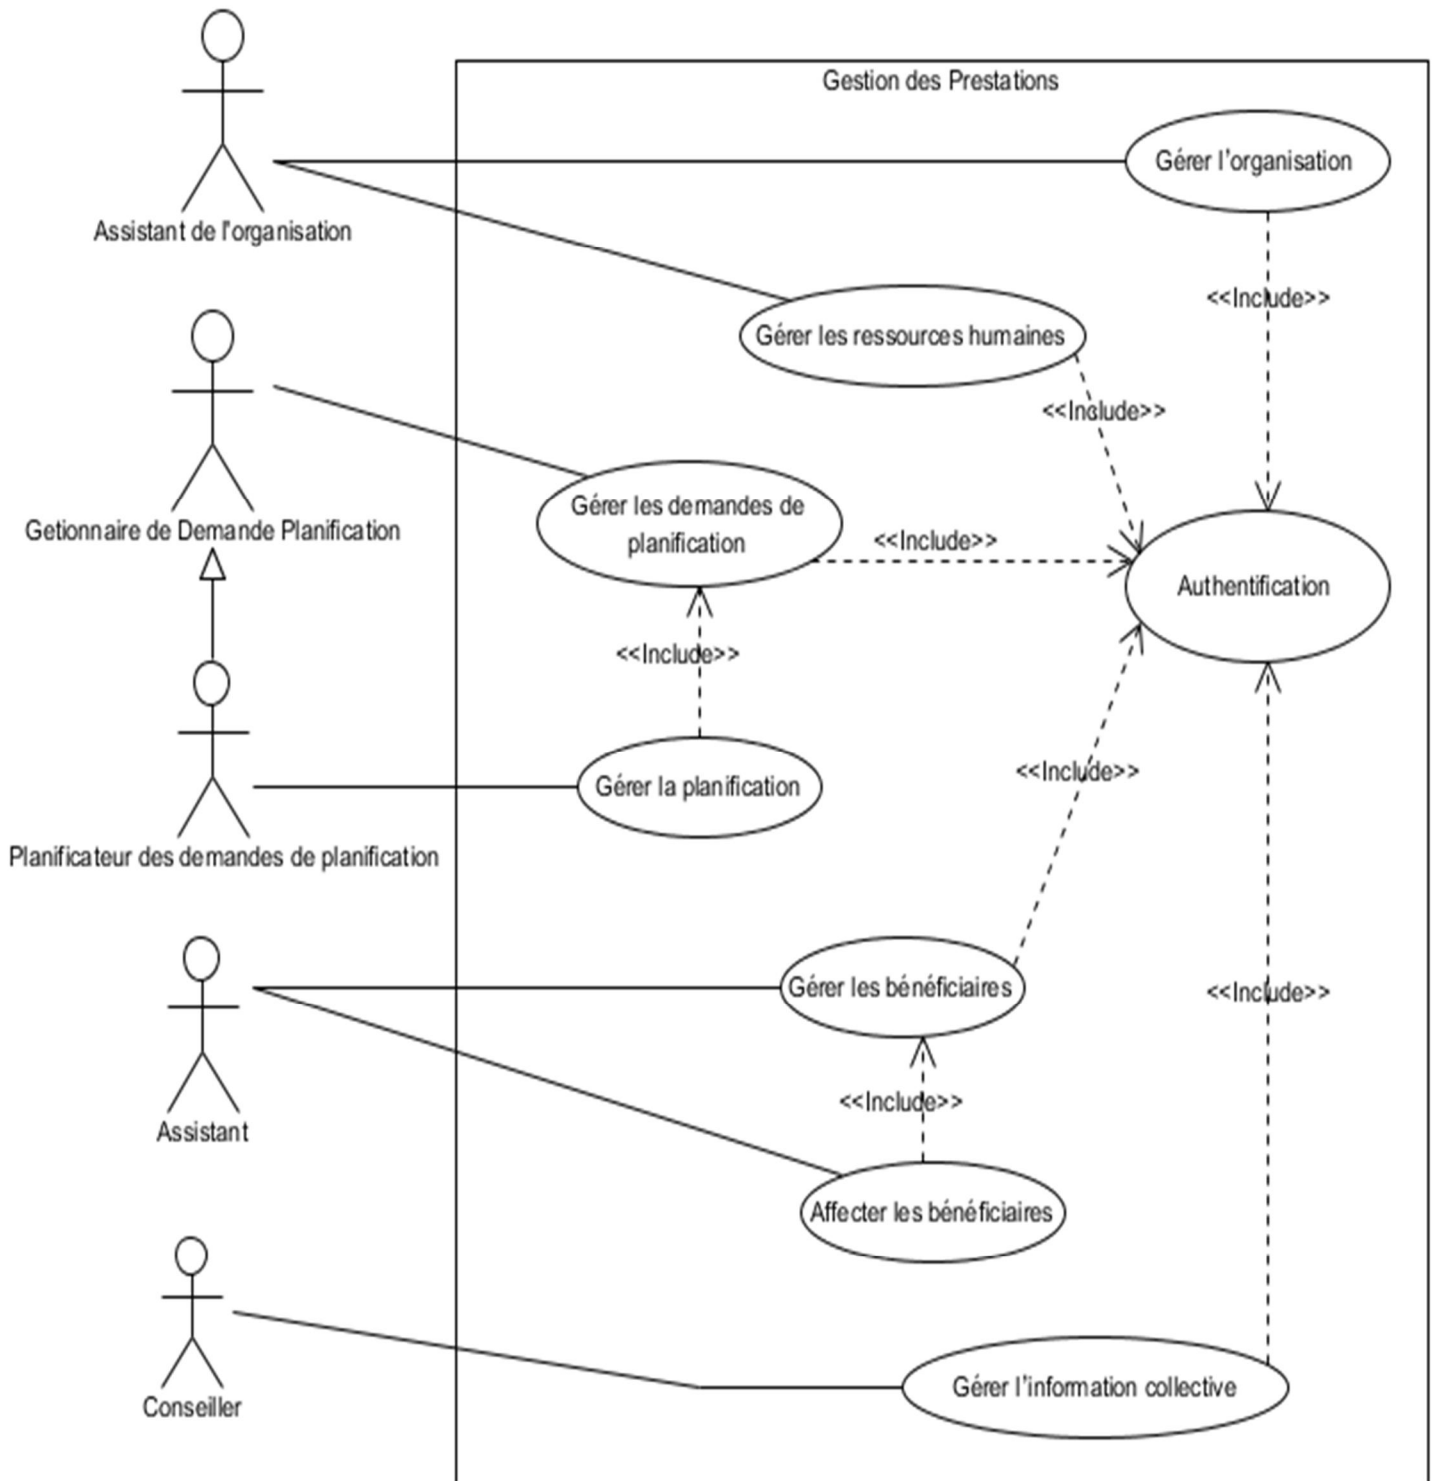 Gestion des Prestations
Gérer l'organisation
Assistant de l'organisation
<<Include>>
Gérer les ressources humaines
<<Include>>
Gérer les demandes de
planification
Getionnaire de Demande Planification
<<Include>>
Authentification
<<Include>>
Gérer la planification
<<Include>>
Planificateur des demandes de planification
Gérer les bénéficiaires
<<Include>>
<<Include>>
Assistant
Affecter les bénéficiaires
Gérer l'information collective
Conseiller